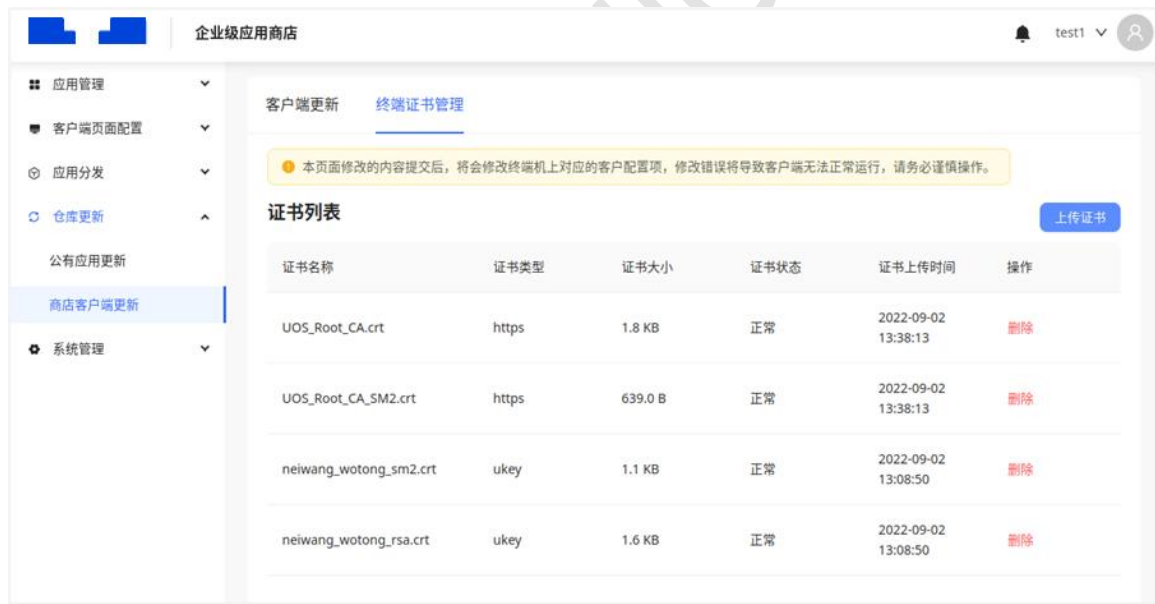 企业级应用商店
test1
应用管理
客户端页面配置
应用分发
仓库更新
公有应用更新
商店客户端更新
系统管理
客户端更新 终端证书管理
本页面修改的内容提交后，将会修改终端机上对应的客户配置项，修改错误将导致客户端无法正常运行，请务必谨慎操作。
证书列表 上传证书
证书名称 证书类型 证书大小 证书状态 证书上传时间 操作
UOS_Root_CA.crt https 1.8 KB 正常 2022-09-02 13:38:13 删除
UOS_Root_CA_SM2.crt https 639.0 B 正常 2022-09-02 13:38:13 删除
neiwang_wotong_sm2.crt ukey 1.1 KB 正常 2022-09-02 13:08:50 删除
neiwang_wotong_rsa.crt ukey 1.6 KB 正常 2022-09-02 13:08:50 删除